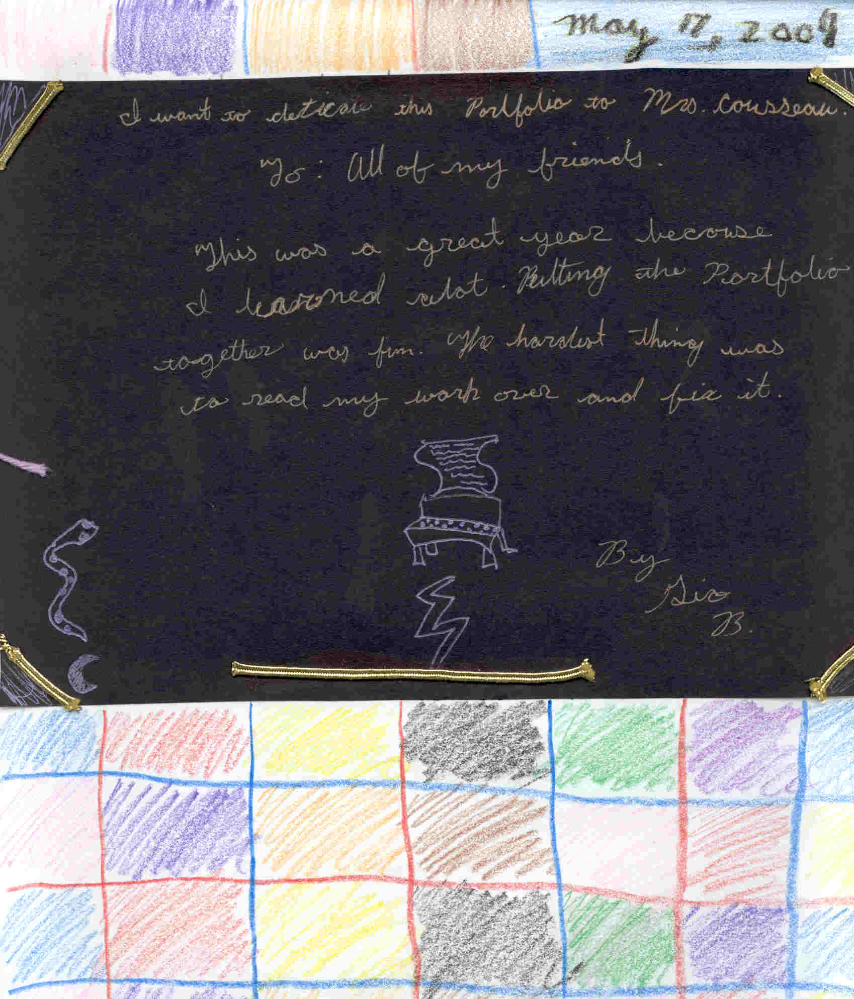 May 17, 2009
I want to deticate this Portfolio to Mrs. Cousseau.
To: All of my friends.
This was a great year because
I learned alot. Putting the Portfolio
together was fun. The hardest thing was
to read my work over and fix it.
By
Gio
B.